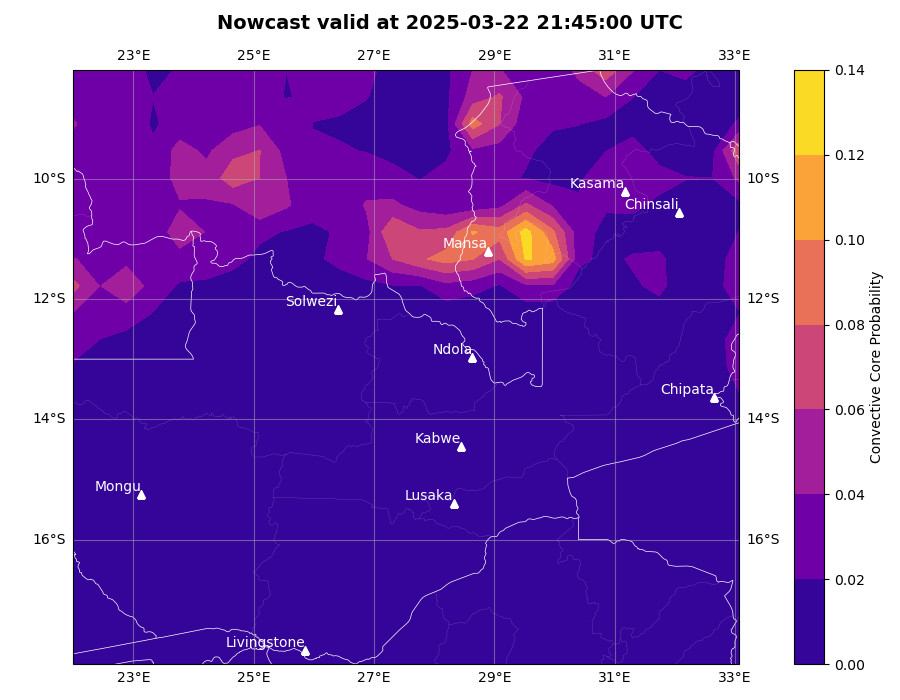 Nowcast valid at 2025-03-22 21:45:00 UTC
23°E 25°E 27°E 29°E 31°E 33°E
0.14
0.12
10°S Kasama 10°S
Chinsali
0.10
Mansa
12°S Solwezi 12°S
0.08
Ndola
Chipata
0.06
14°S 14°S
Kabwe
0.04
Mongu
Lusaka
16°S 16°S
0.02
Livingstone
0.00
23°E 25°E 27°E 29°E 31°E 33°E
Convective Core Probability